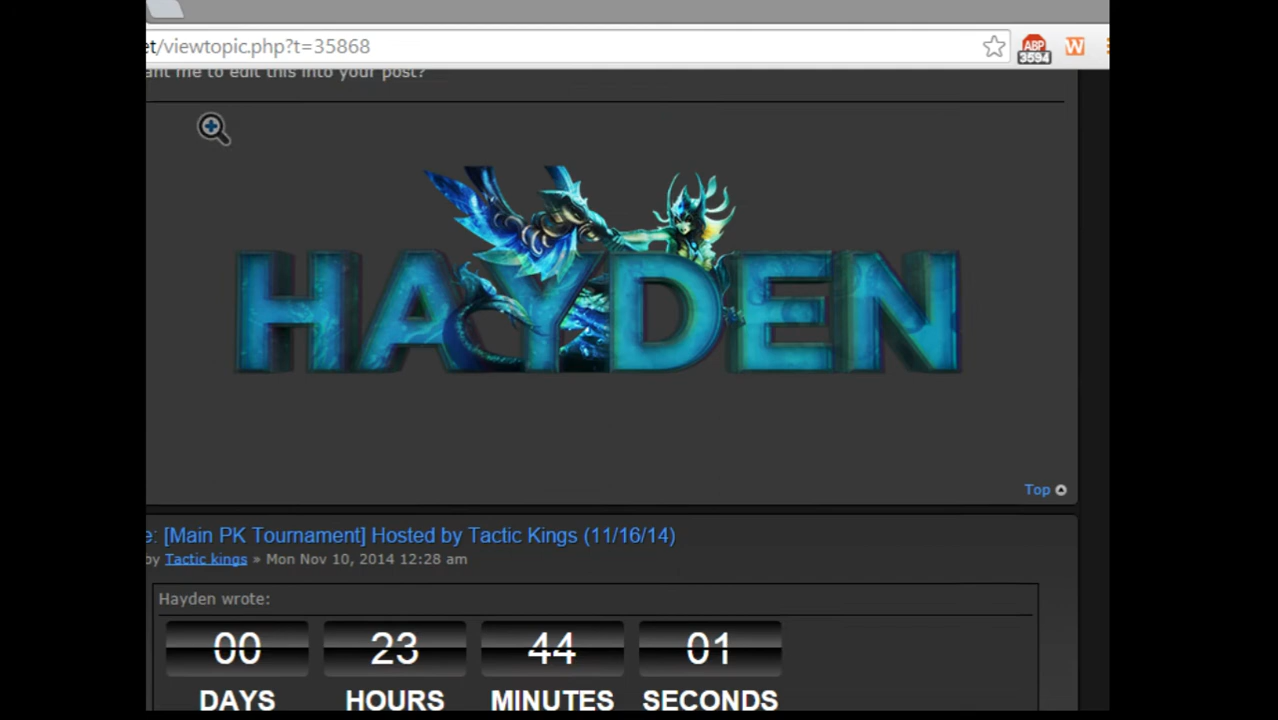 et/viewtopic.php?t=35868
ABP
3594
W
ant me to edit this into your post?
HAYDEN
Top
e: [Main PK Tournament] Hosted by Tactic Kings (11/16/14)
by Tactic kings » Mon Nov 10, 2014 12:28 am
Hayden wrote:
00 23 44 01
DAYS HOURS MINUTES SECONDS